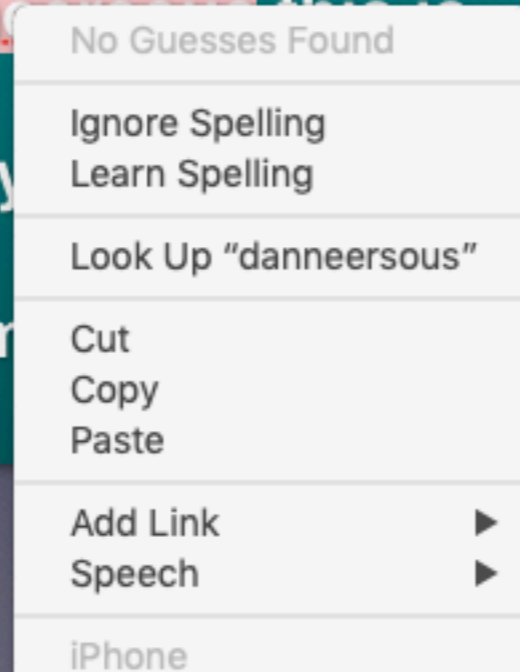 No Guesses Found
Ignore Spelling
Learn Spelling
Look Up “danneersous”
Cut
Copy
Paste
Add Link
Speech
iPhone